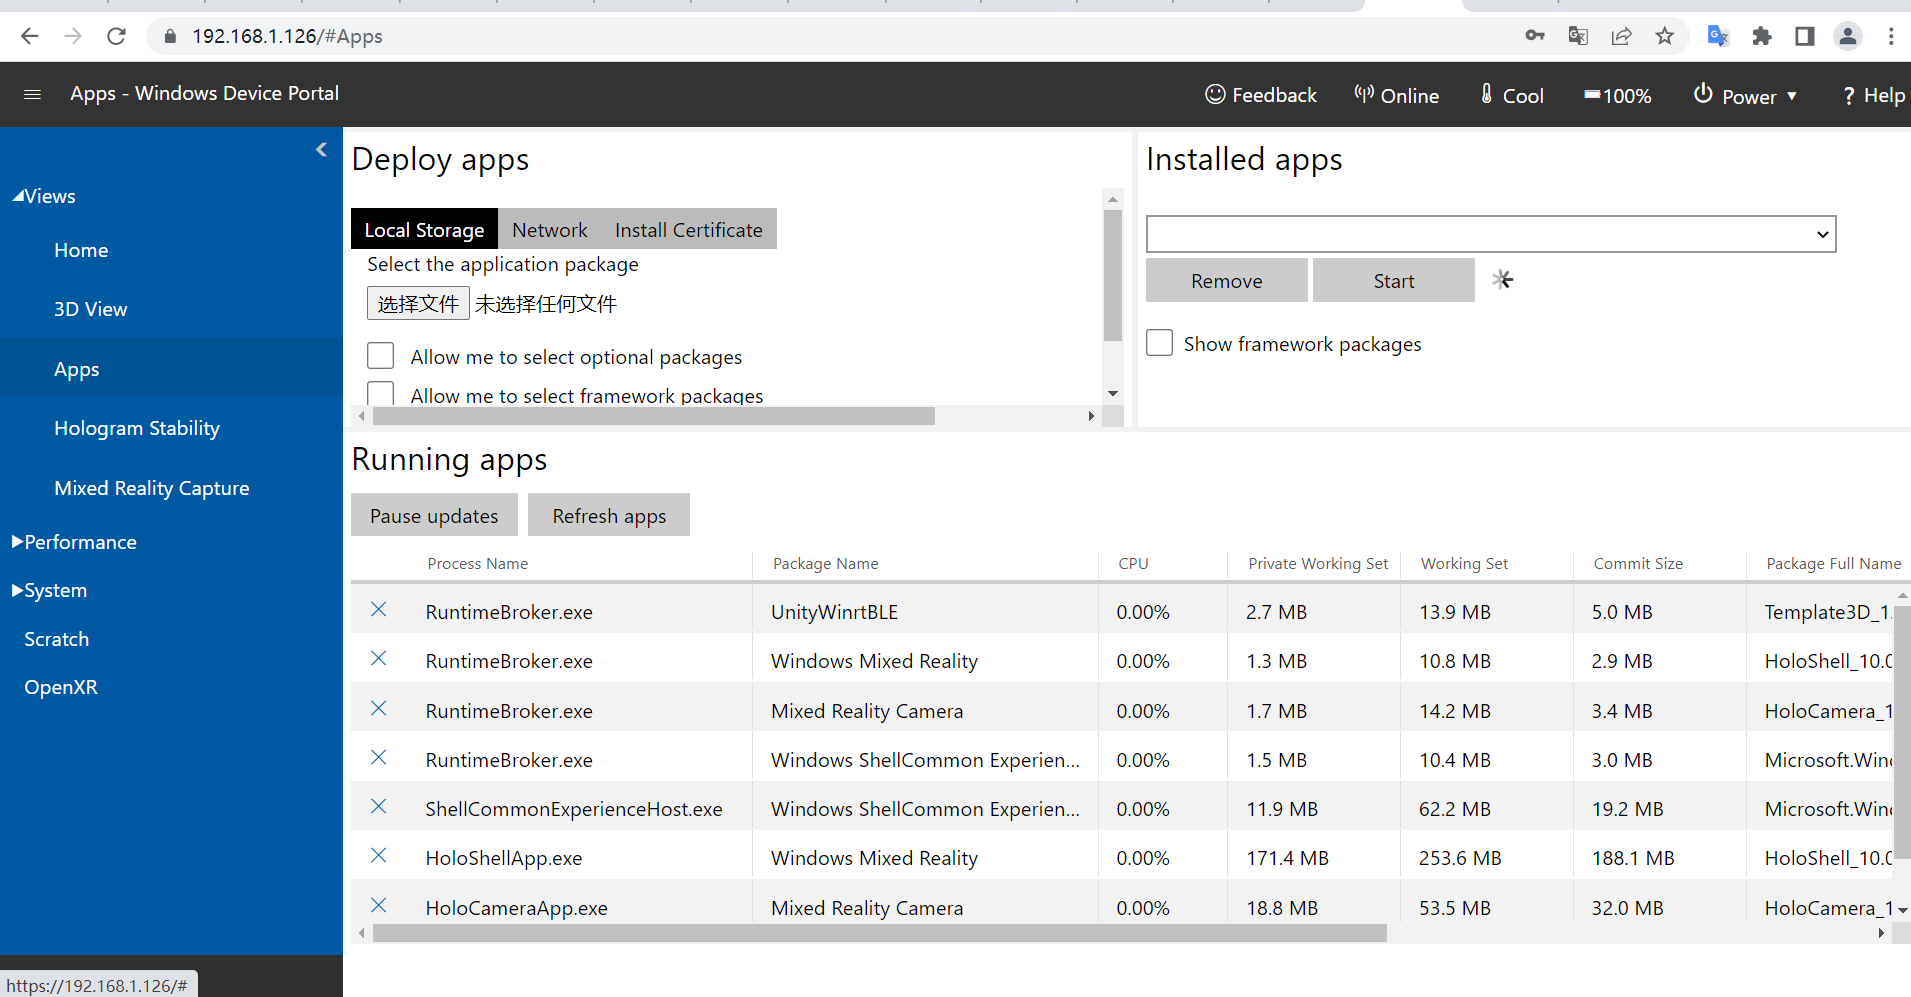 192.168.1.126/#Apps
Apps - Windows Device Portal
Feedback
Online
Cool
100%
Power
? Help
Views
Home
3D View
Apps
Hologram Stability
Mixed Reality Capture
Performance
System
Scratch
OpenXR
Deploy apps
Local Storage Network Install Certificate
Select the application package
选择文件 未选择任何文件
Allow me to select optional packages
Allow me to select framework packages
Installed apps
Remove Start
Show framework packages
Running apps
Pause updates Refresh apps
Process Name Package Name CPU Private Working Set Working Set Commit Size Package Full Name
RuntimeBroker.exe UnityWinrtBLE 0.00% 2.7 MB 13.9 MB 5.0 MB Template3D_1.
RuntimeBroker.exe Windows Mixed Reality 0.00% 1.3 MB 10.8 MB 2.9 MB HoloShell_10.0
RuntimeBroker.exe Mixed Reality Camera 0.00% 1.7 MB 14.2 MB 3.4 MB HoloCamera_1
RuntimeBroker.exe Windows ShellCommon Experien... 0.00% 1.5 MB 10.4 MB 3.0 MB Microsoft.Win
ShellCommonExperienceHost.exe Windows ShellCommon Experien... 0.00% 11.9 MB 62.2 MB 19.2 MB Microsoft.Win
HoloShellApp.exe Windows Mixed Reality 0.00% 171.4 MB 253.6 MB 188.1 MB HoloShell_10.0
HoloCameraApp.exe Mixed Reality Camera 0.00% 18.8 MB 53.5 MB 32.0 MB HoloCamera_1
https://192.168.1.126/#